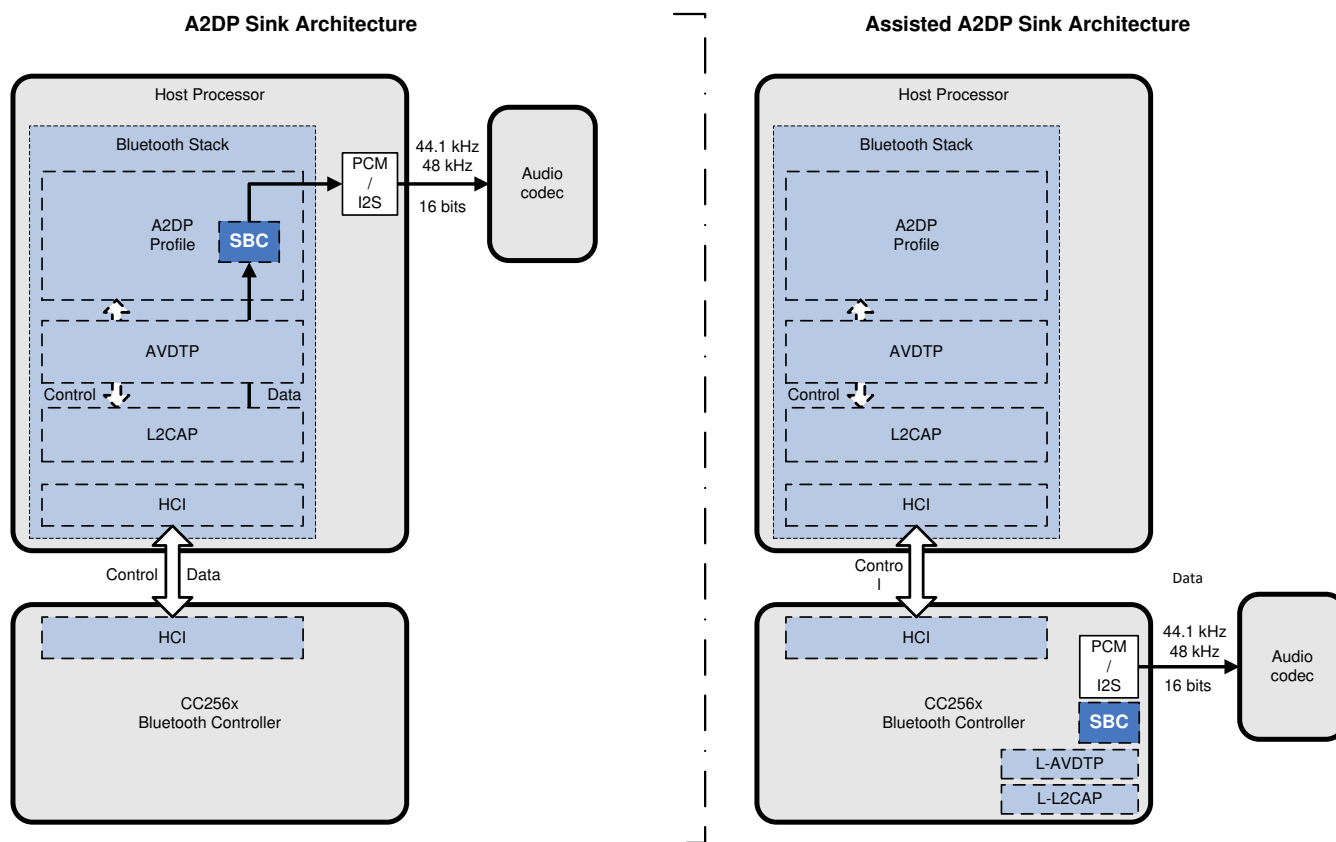 A2DP Sink Architecture
Host Processor
Bluetooth Stack
A2DP
Profile
SBC
PCM
/
I2S
44.1 kHz
48 kHz
16 bits
Audio
codec
AVDTP
Control
Data
L2CAP
HCI
Control
Data
HCI
CC256x
Bluetooth Controller
Assisted A2DP Sink Architecture
Host Processor
Bluetooth Stack
A2DP
Profile
AVDTP
Control
L2CAP
HCI
Contro
l
Data
HCI
PCM
/
I2S
44.1 kHz
48 kHz
16 bits
Audio
codec
CC256x
Bluetooth Controller
SBC
L-AVDTP
L-L2CAP